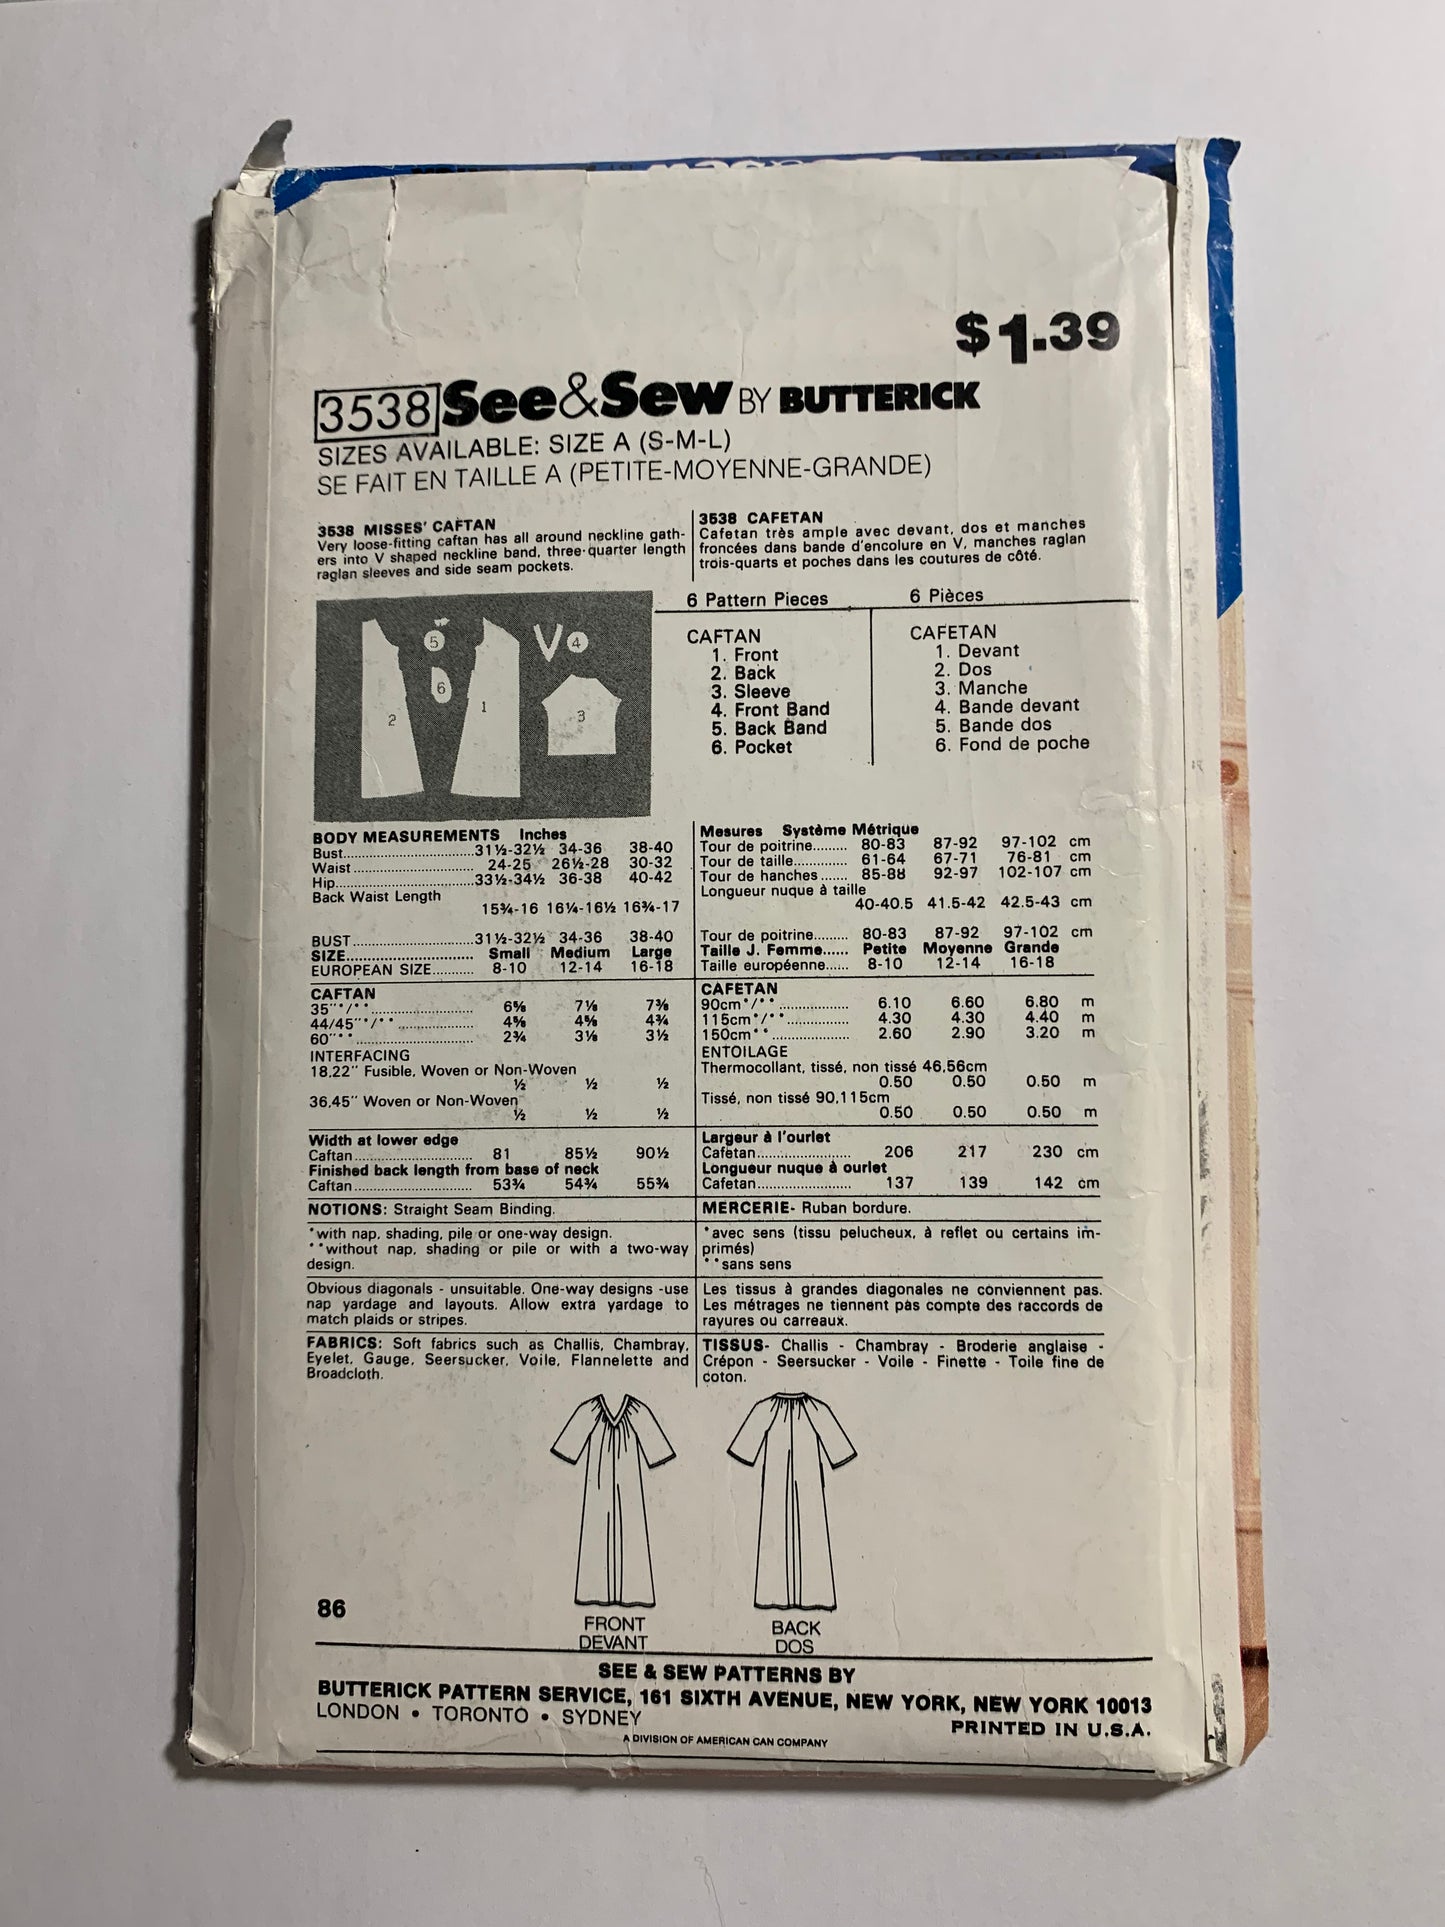 $1.39
3538 See&Sew BY BUTTERICK
SIZES AVAILABLE: SIZE A (S-M-L)
SE FAIT EN TAILLE A (PETITE-MOYENNE-GRANDE)
3538 MISSES' CAFTAN
Very loose-fitting caftan has all around neckline gath-
ers into V shaped neckline band, three-quarter length
raglan sleeves and side seam pockets.
3538 CAFETAN
Cafetan très ample avec devant, dos et manches
froncées dans bande d'encolure en V, manches raglan
trois-quarts et poches dans les coutures de côté.
5
4
6
2
1
3
6 Pattern Pieces
CAFTAN
1. Front
2. Back
3. Sleeve
4. Front Band
5. Back Band
6. Pocket
6 Pièces
CAFETAN
1. Devant
2. Dos
3. Manche
4. Bande devant
5. Bande dos
6. Fond de poche
BODY MEASUREMENTS Inches
Bust 31½-32½ 34-36 38-40
Waist 24-25 26½-28 30-32
Hip 33½-34½ 36-38 40-42
Back Waist Length
15¾-16 16¼-16½ 16¾-17
BUST 31½-32½ 34-36 38-40
SIZE Small Medium Large
EUROPEAN SIZE 8-10 12-14 16-18
CAFTAN
35"*/** 6⅝ 7⅛ 7⅜
44/45"*/** 4⅝ 4⅝ 4¾
60"** 2¾ 3⅛ 3½
INTERFACING
18,22" Fusible, Woven or Non-Woven
½ ½ ½
36,45" Woven or Non-Woven
½ ½ ½
Width at lower edge
Caftan 81 85½ 90½
Finished back length from base of neck
Caftan 53¾ 54¾ 55¾
NOTIONS: Straight Seam Binding.
*with nap, shading, pile or one-way design.
**without nap, shading or pile or with a two-way
design.
Obvious diagonals - unsuitable. One-way designs -use
nap yardage and layouts. Allow extra yardage to
match plaids or stripes.
FABRICS: Soft fabrics such as Challis, Chambray,
Eyelet, Gauge, Seersucker, Voile, Flannelette and
Broadcloth.
Mesures Système Métrique
Tour de poitrine 80-83 87-92 97-102 cm
Tour de taille 61-64 67-71 76-81 cm
Tour de hanches 85-88 92-97 102-107 cm
Longueur nuque à taille
40-40.5 41.5-42 42.5-43 cm
Tour de poitrine 80-83 87-92 97-102 cm
Taille J. Femme Petite Moyenne Grande
Taille européenne 8-10 12-14 16-18
CAFETAN
90cm*/** 6.10 6.60 6.80 m
115cm*/** 4.30 4.30 4.40 m
150cm** 2.60 2.90 3.20 m
ENTOILAGE
Thermocollant, tissé, non tissé 46,56cm
0.50 0.50 0.50 m
Tissé, non tissé 90,115cm
0.50 0.50 0.50 m
Largeur à l'ourlet
Cafetan 206 217 230 cm
Longueur nuque à ourlet
Cafetan 137 139 142 cm
MERCERIE- Ruban bordure.
*avec sens (tissu pelucheux, à reflet ou certains im-
primés)
**sans sens
Les tissus à grandes diagonales ne conviennent pas.
Les métrages ne tiennent pas compte des raccords de
rayures ou carreaux.
TISSUS- Challis - Chambray - Broderie anglaise -
Crépon - Seersucker - Voile - Finette - Toile fine de
coton.
86
FRONT
DEVANT
BACK
DOS
SEE & SEW PATTERNS BY
BUTTERICK PATTERN SERVICE, 161 SIXTH AVENUE, NEW YORK, NEW YORK 10013
LONDON • TORONTO • SYDNEY
PRINTED IN U.S.A.
A DIVISION OF AMERICAN CAN COMPANY